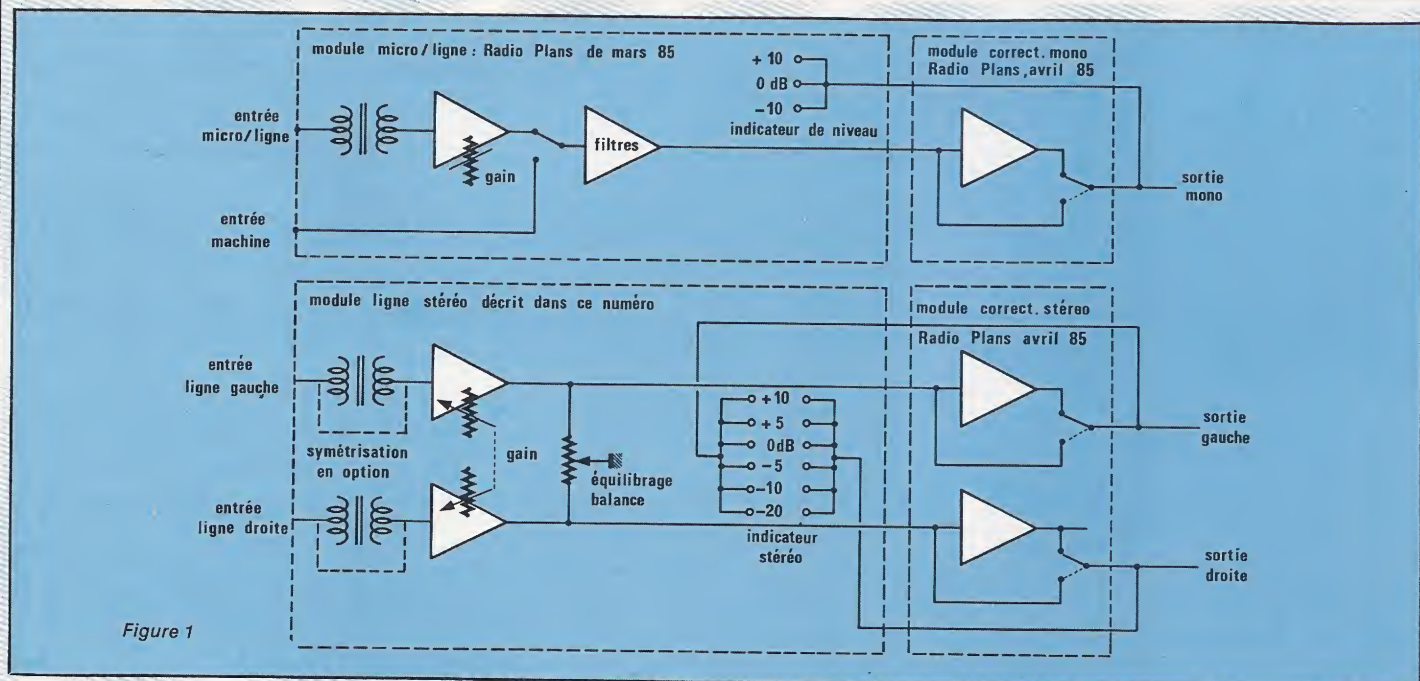 module micro/ligne : Radio Plans de mars 85
entrée
micro/ligne
gain
filtres
+ 10
0 dB
−10
indicateur de niveau
entrée
machine
module correct. mono
Radio Plans, avril 85
sortie
mono
module ligne stéréo décrit dans ce numéro
entrée
ligne gauche
symétrisation
en option
gain
entrée
ligne droite
équilibrage
balance
+10
+ 5
0dB
−5
−10
−20
indicateur
stéréo
module correct. stéréo
Radio Plans avril 85
sortie
gauche
sortie
droite
Figure 1